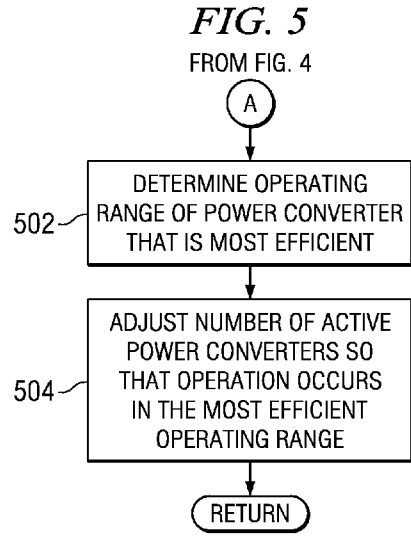 FIG. 5
FROM FIG. 4
A
DETERMINE OPERATING
RANGE OF POWER CONVERTER
THAT IS MOST EFFICIENT
502
ADJUST NUMBER OF ACTIVE
POWER CONVERTERS SO
THAT OPERATION OCCURS
IN THE MOST EFFICIENT
OPERATING RANGE
504
RETURN